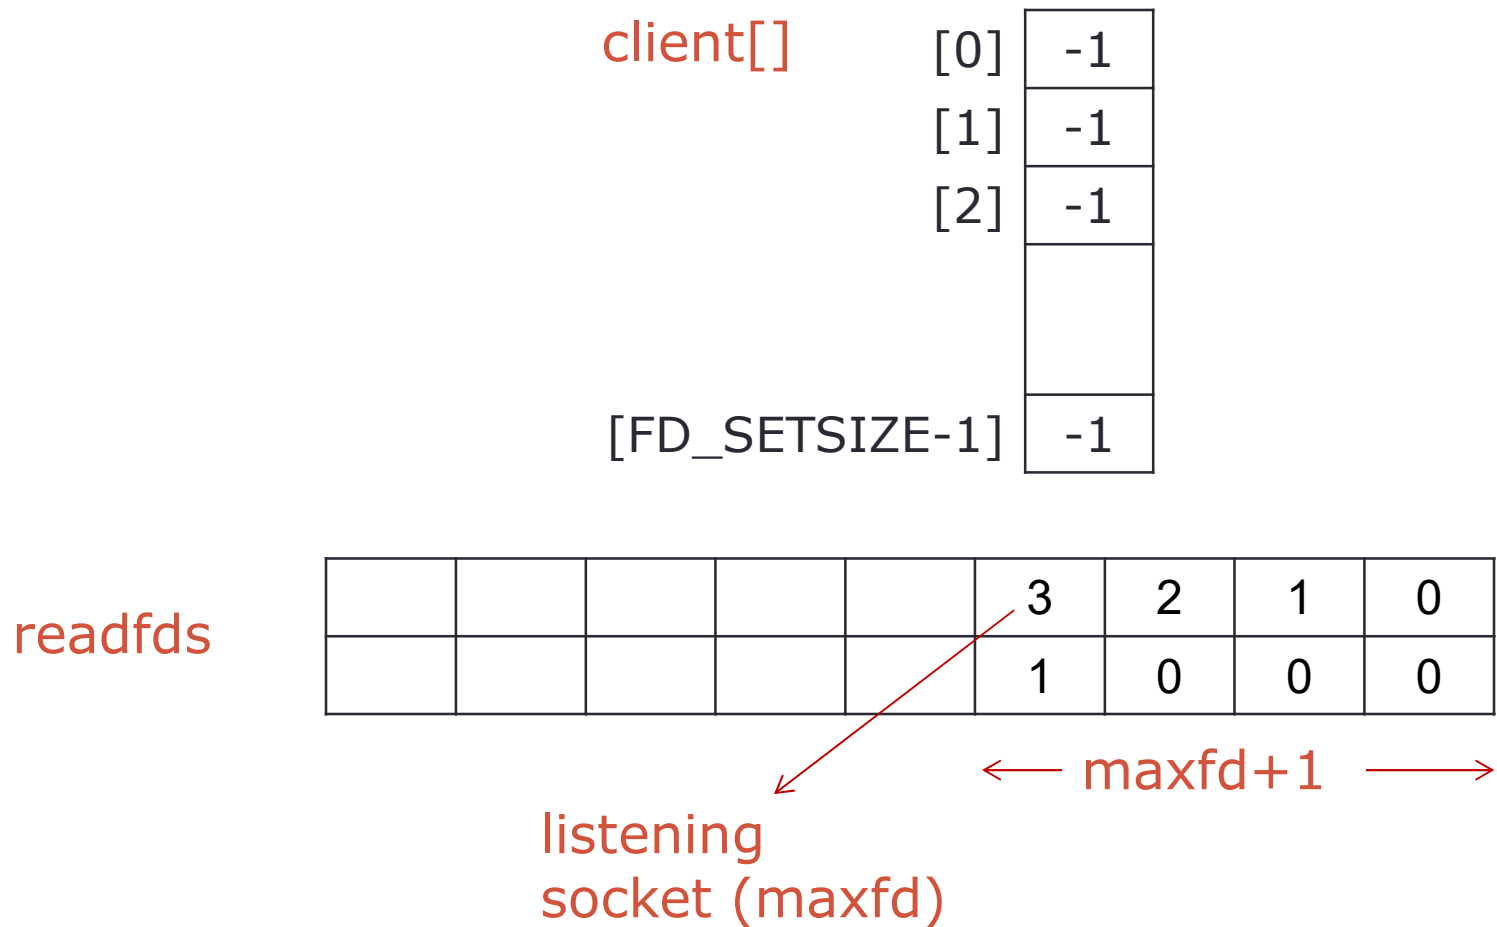 client[] [0] -1
[1] -1
[2] -1
[FD_SETSIZE-1] -1
3 2 1 0
readfds
1 0 0 0
maxfd+1
listening
socket (maxfd)